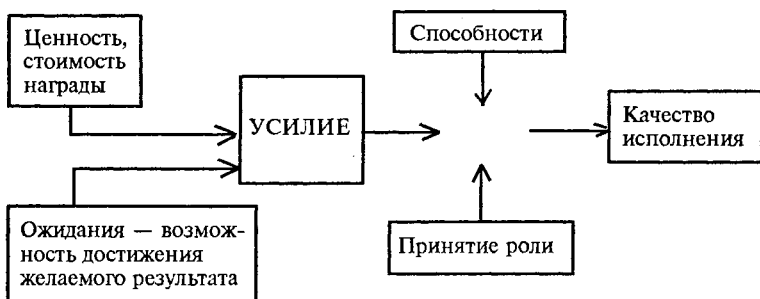 Ценность,
стоимость
награды
Способности
УСИЛИЕ
Качество
исполнения
Ожидания — возмож-
ность достижения
желаемого результата
Принятие роли